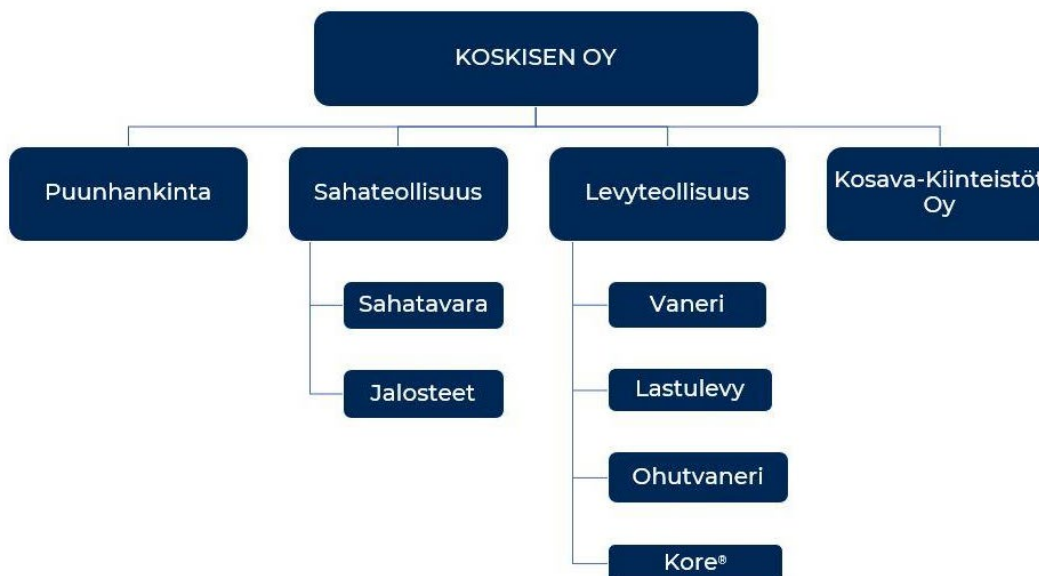 KOSKISEN OY
Puunhankinta
Sahateollisuus
Levyteollisuus
Kosava-Kiinteistöt
Oy
Sahatavara
Jalosteet
Vaneri
Lastulevy
Ohutvaneri
Kore®